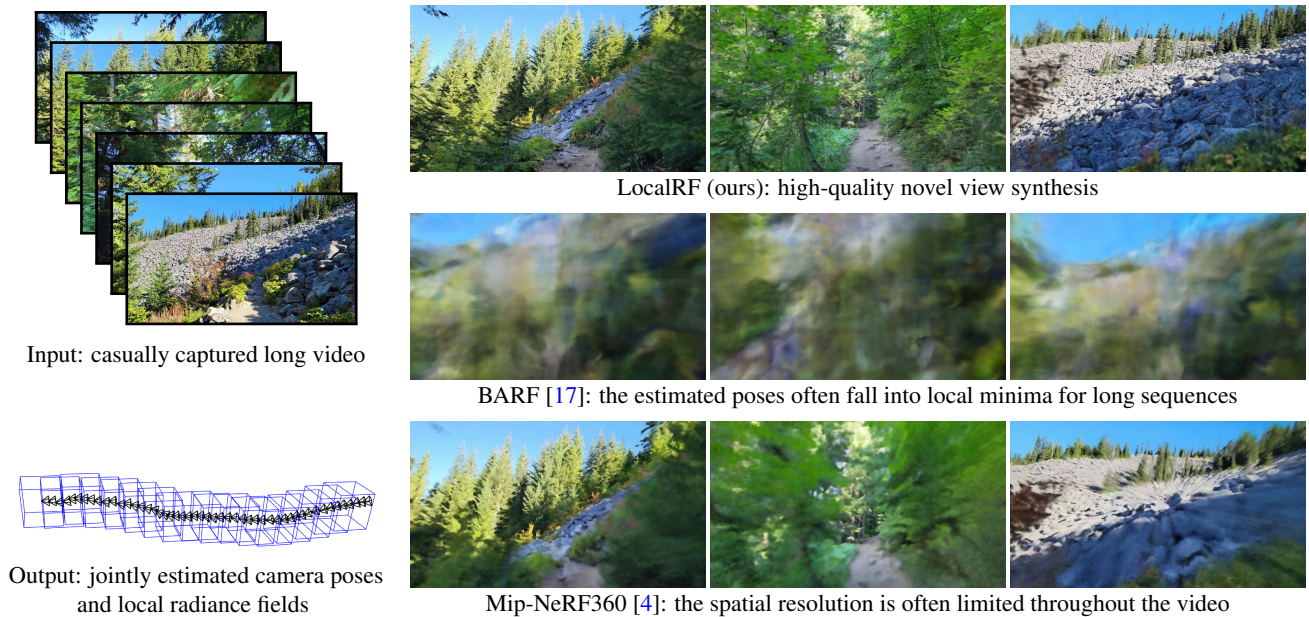 LocalRF (ours): high-quality novel view synthesis
Input: casually captured long video
BARF [17]: the estimated poses often fall into local minima for long sequences
Output: jointly estimated camera poses
and local radiance fields
Mip-NeRF360 [4]: the spatial resolution is often limited throughout the video